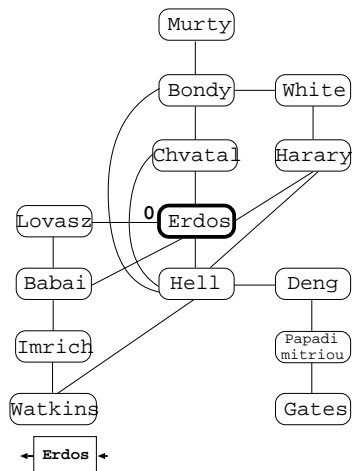 Murty
Bondy White
Chvatal Harary
Lovasz 0 Erdos
Babai Hell Deng
Imrich Papadi
mitriou
Watkins Gates
Erdos